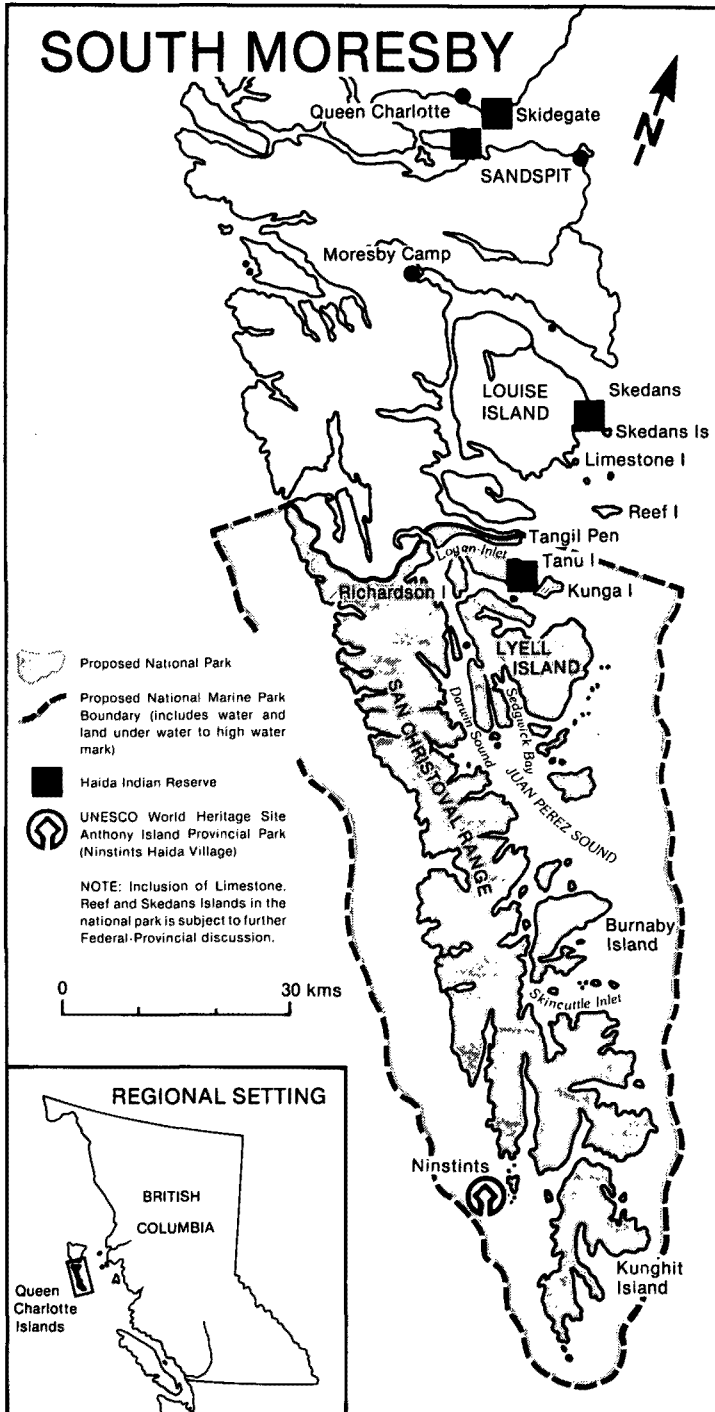 SOUTH MORESBY
Queen Charlotte
Skidegate
N
SANDSPIT
Moresby Camp
LOUISE
ISLAND
Skedans
Skedans Is
Limestone I
Reef I
Tangil Pen
Logan Inlet
Tanu I
Richardson I
Kunga I
LYELL
ISLAND
Darwin Sound
Sedgwick Bay
SAN CHRISTOVAL RANGE
JUAN PEREZ SOUND
Burnaby
Island
Skincuttle Inlet
Ninstints
Kunghit
Island
Proposed National Park
Proposed National Marine Park
Boundary (includes water and
land under water to high water
mark)
Haida Indian Reserve
UNESCO World Heritage Site
Anthony Island Provincial Park
(Ninstints Haida Village)
NOTE: Inclusion of Limestone,
Reef and Skedans Islands in the
national park is subject to further
Federal-Provincial discussion.
0 30 kms
REGIONAL SETTING
BRITISH
COLUMBIA
Queen
Charlotte
Islands